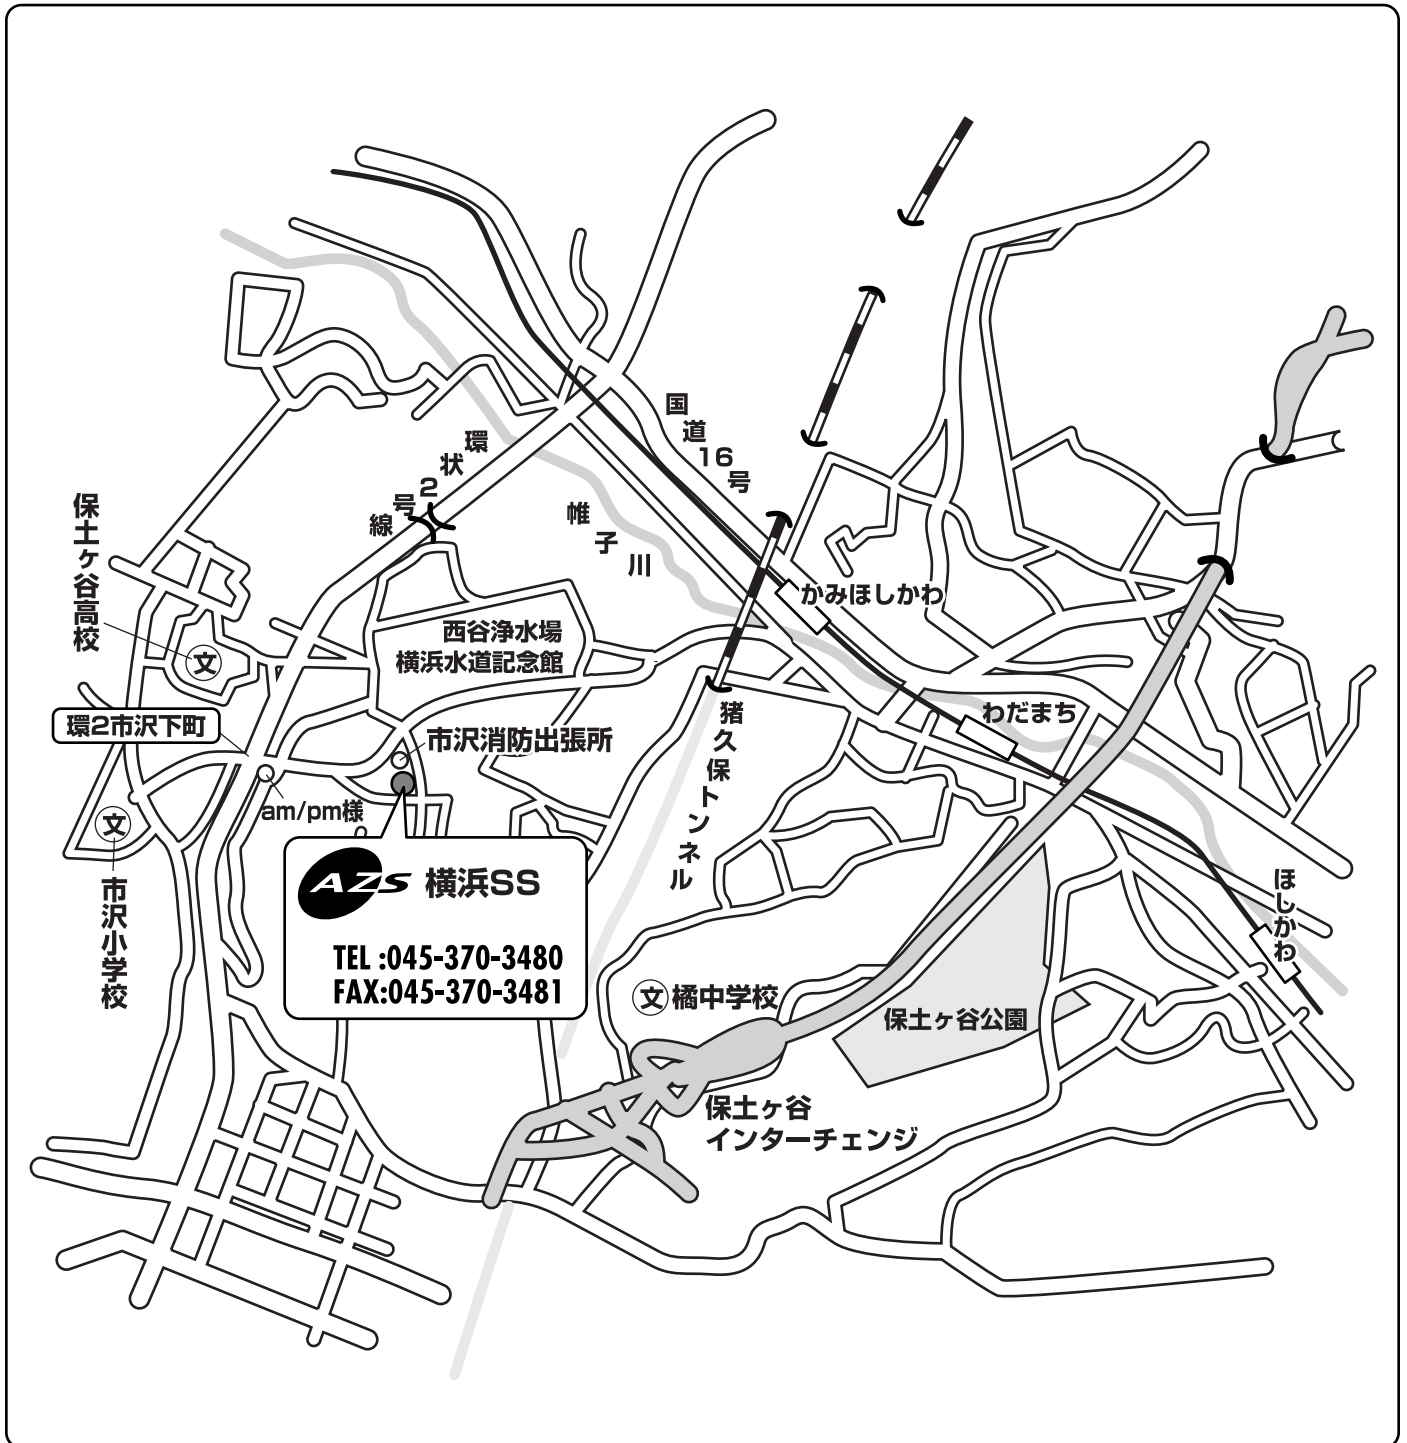 国道16号
環状2号線
帷子川
保土ヶ谷高校
文
かみほしかわ
西谷浄水場
横浜水道記念館
わだまち
環2市沢下町
市沢消防出張所
am/pm様
猪久保トンネル
文
市沢小学校
AZS 横浜SS
TEL :045-370-3480
FAX:045-370-3481
ほしかわ
文 橘中学校
保土ヶ谷公園
保土ヶ谷
インターチェンジ